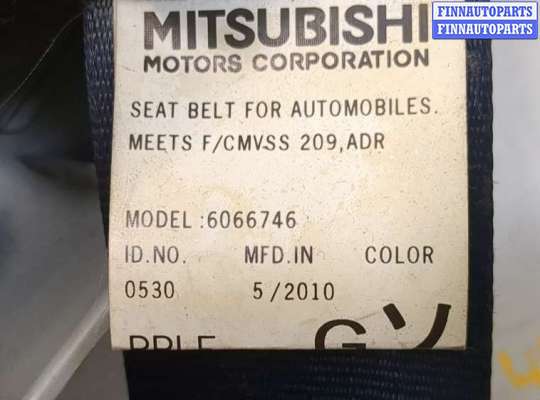 FINNAUTOPARTS
FINNAUTOPARTS
MITSUBISHI
MOTORS CORPORATION
SEAT BELT FOR AUTOMOBILES.
MEETS F/CMVSS 209,ADR
MODEL:6066746
ID.NO. MFD.IN COLOR
0530 5/2010